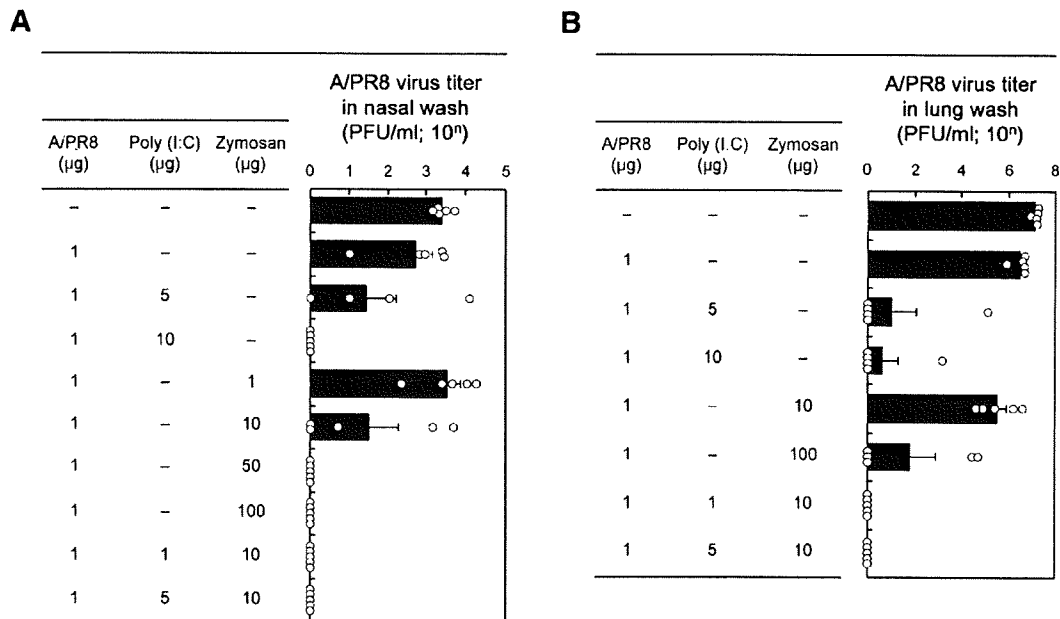 A
A/PR8 virus titer
in nasal wash
(PFU/ml; 10ⁿ)
A/PR8 Poly (I:C) Zymosan
(µg) (µg) (µg)
0 1 2 3 4 5
– – –
1 – –
1 5 –
1 10 –
1 – 1
1 – 10
1 – 50
1 – 100
1 1 10
1 5 10
B
A/PR8 virus titer
in lung wash
(PFU/ml; 10ⁿ)
A/PR8 Poly (I.C) Zymosan
(µg) (µg) (µg)
0 2 4 6 8
– – –
1 – –
1 5 –
1 10 –
1 – 10
1 – 100
1 1 10
1 5 10